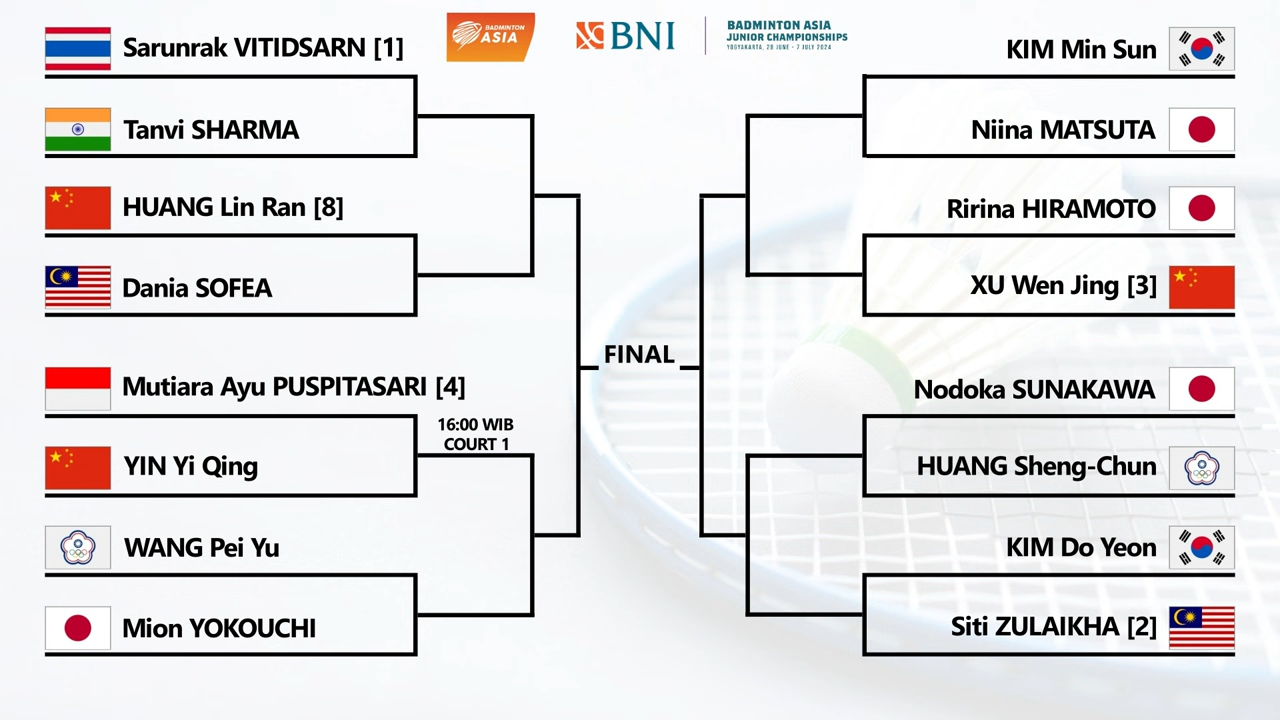 BADMINTON
ASIA
BNI
BADMINTON ASIA
JUNIOR CHAMPIONSHIPS
YOGYAKARTA, 28 JUNE - 7 JULY 2024
Sarunrak VITIDSARN [1]
Tanvi SHARMA
HUANG Lin Ran [8]
Dania SOFEA
Mutiara Ayu PUSPITASARI [4]
16:00 WIB
COURT 1
YIN Yi Qing
WANG Pei Yu
Mion YOKOUCHI
FINAL
KIM Min Sun
Niina MATSUTA
Ririna HIRAMOTO
XU Wen Jing [3]
Nodoka SUNAKAWA
HUANG Sheng-Chun
KIM Do Yeon
Siti ZULAIKHA [2]